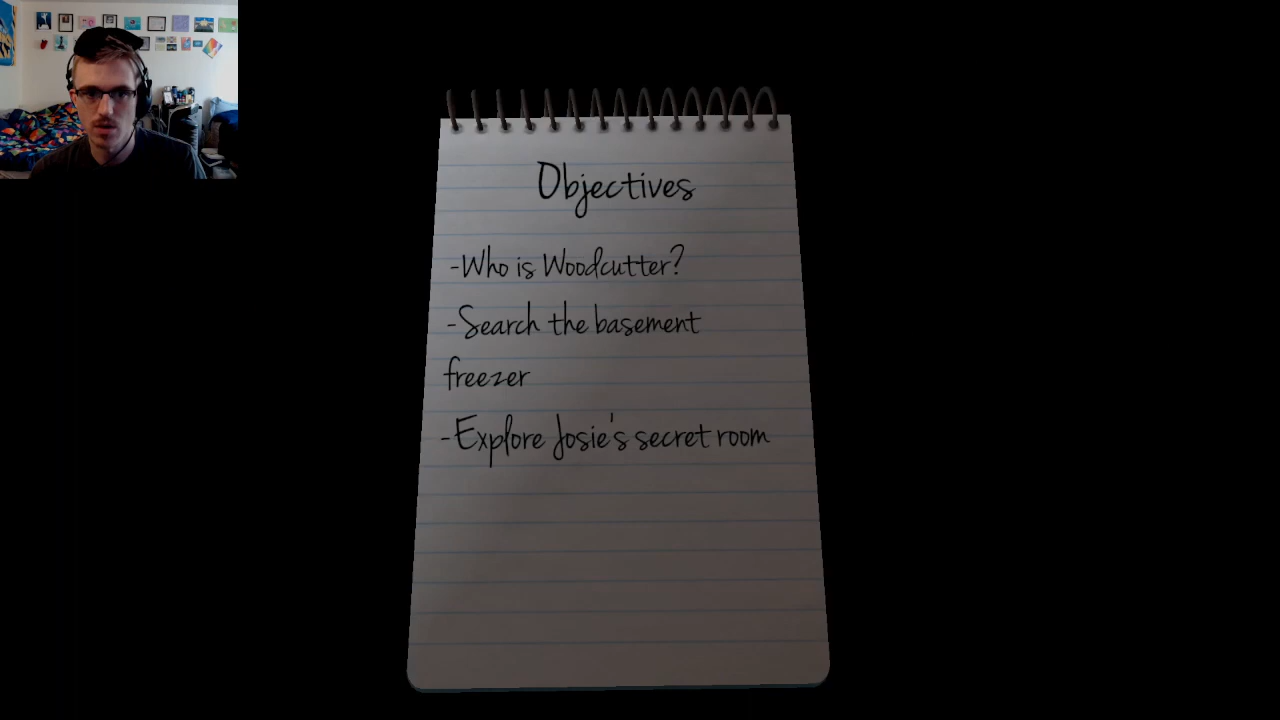 Objectives
-Who is Woodcutter?
-Search the basement
freezer
-Explore Josie's secret room